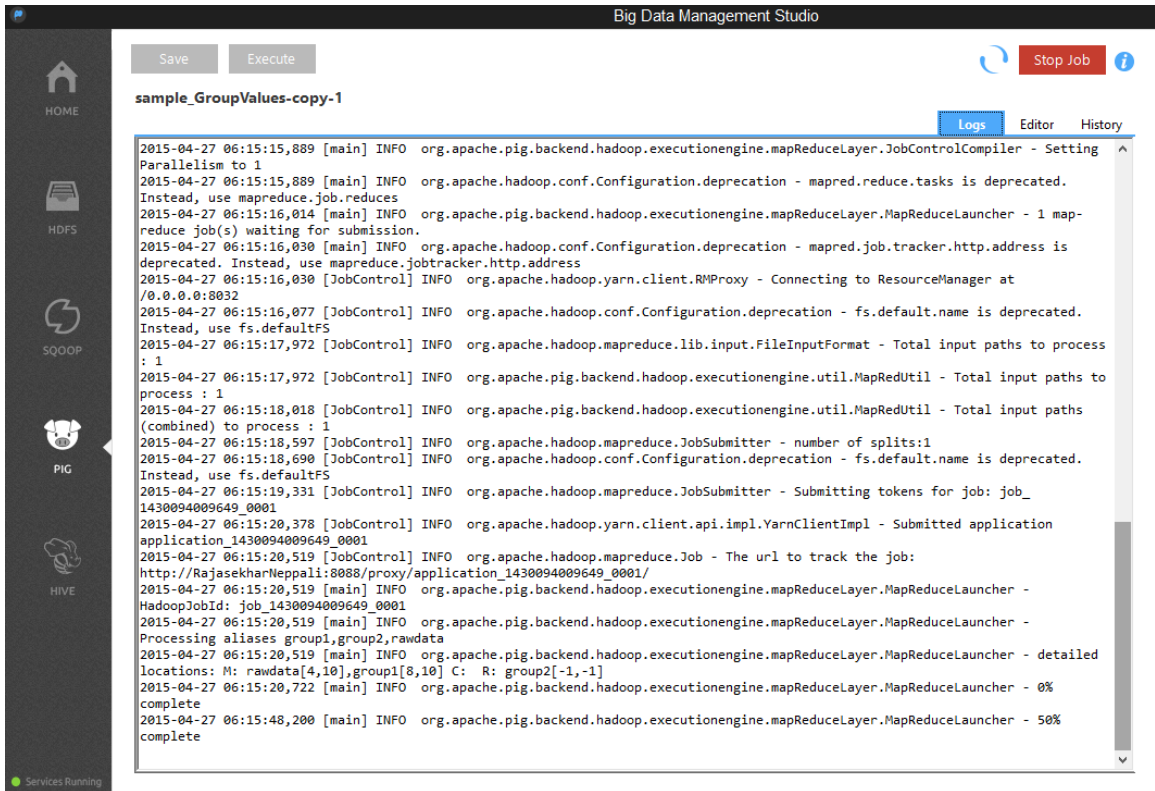 Big Data Management Studio
Save
Execute
Stop Job
i
HOME
sample_GroupValues-copy-1
Logs
Editor
History
2015-04-27 06:15:15,889 [main] INFO  org.apache.pig.backend.hadoop.executionengine.mapReduceLayer.JobControlCompiler - Setting
Parallelism to 1
2015-04-27 06:15:15,889 [main] INFO  org.apache.hadoop.conf.Configuration.deprecation - mapred.reduce.tasks is deprecated.
Instead, use mapreduce.job.reduces
2015-04-27 06:15:16,014 [main] INFO  org.apache.pig.backend.hadoop.executionengine.mapReduceLayer.MapReduceLauncher - 1 map-
reduce job(s) waiting for submission.
2015-04-27 06:15:16,030 [main] INFO  org.apache.hadoop.conf.Configuration.deprecation - mapred.job.tracker.http.address is
deprecated. Instead, use mapreduce.jobtracker.http.address
2015-04-27 06:15:16,030 [JobControl] INFO  org.apache.hadoop.yarn.client.RMProxy - Connecting to ResourceManager at
/0.0.0.0:8032
2015-04-27 06:15:16,077 [JobControl] INFO  org.apache.hadoop.conf.Configuration.deprecation - fs.default.name is deprecated.
Instead, use fs.defaultFS
2015-04-27 06:15:17,972 [JobControl] INFO  org.apache.hadoop.mapreduce.lib.input.FileInputFormat - Total input paths to process
: 1
2015-04-27 06:15:17,972 [JobControl] INFO  org.apache.pig.backend.hadoop.executionengine.util.MapRedUtil - Total input paths to
process : 1
2015-04-27 06:15:18,018 [JobControl] INFO  org.apache.pig.backend.hadoop.executionengine.util.MapRedUtil - Total input paths
(combined) to process : 1
2015-04-27 06:15:18,597 [JobControl] INFO  org.apache.hadoop.mapreduce.JobSubmitter - number of splits:1
2015-04-27 06:15:18,690 [JobControl] INFO  org.apache.hadoop.conf.Configuration.deprecation - fs.default.name is deprecated.
Instead, use fs.defaultFS
2015-04-27 06:15:19,331 [JobControl] INFO  org.apache.hadoop.mapreduce.JobSubmitter - Submitting tokens for job: job_
1430094009649_0001
2015-04-27 06:15:20,378 [JobControl] INFO  org.apache.hadoop.yarn.client.api.impl.YarnClientImpl - Submitted application
application_1430094009649_0001
2015-04-27 06:15:20,519 [JobControl] INFO  org.apache.hadoop.mapreduce.Job - The url to track the job:
http://RajasekharNeppali:8088/proxy/application_1430094009649_0001/
2015-04-27 06:15:20,519 [main] INFO  org.apache.pig.backend.hadoop.executionengine.mapReduceLayer.MapReduceLauncher -
HadoopJobId: job_1430094009649_0001
2015-04-27 06:15:20,519 [main] INFO  org.apache.pig.backend.hadoop.executionengine.mapReduceLayer.MapReduceLauncher -
Processing aliases group1,group2,rawdata
2015-04-27 06:15:20,519 [main] INFO  org.apache.pig.backend.hadoop.executionengine.mapReduceLayer.MapReduceLauncher - detailed
locations: M: rawdata[4,10],group1[8,10] C:  R: group2[-1,-1]
2015-04-27 06:15:20,722 [main] INFO  org.apache.pig.backend.hadoop.executionengine.mapReduceLayer.MapReduceLauncher - 0%
complete
2015-04-27 06:15:48,200 [main] INFO  org.apache.pig.backend.hadoop.executionengine.mapReduceLayer.MapReduceLauncher - 50%
complete
HDFS
SQOOP
PIG
HIVE
Services Running